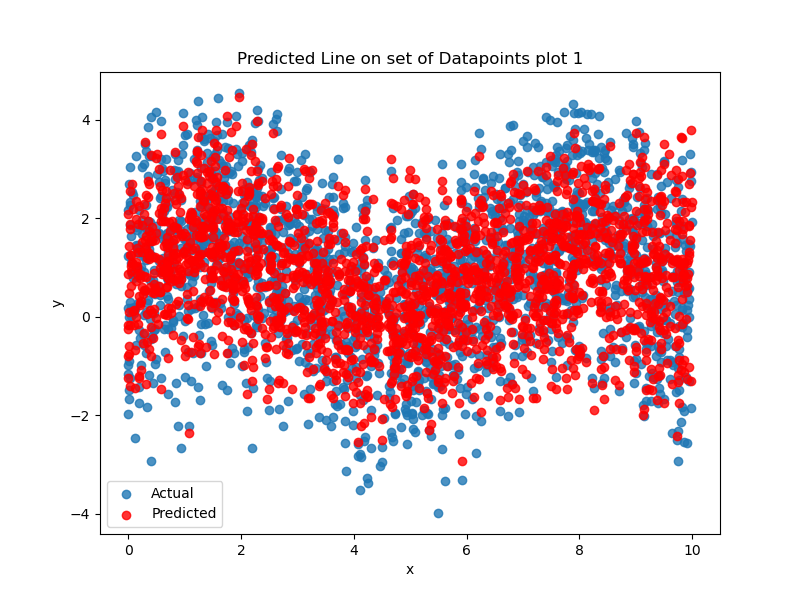 Predicted Line on set of Datapoints plot 1
y
4
2
0
−2
−4
Actual
Predicted
0 2 4 6 8 10
x